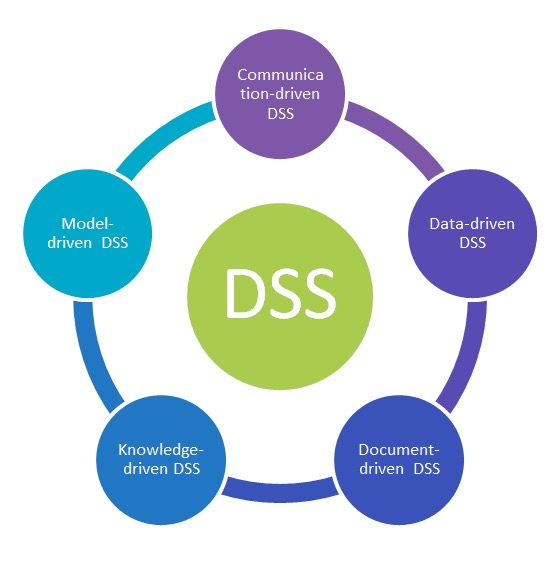 Communica
tion-driven
DSS
Data-driven
DSS
Document-
driven DSS
Knowledge-
driven DSS
Model-
driven DSS
DSS